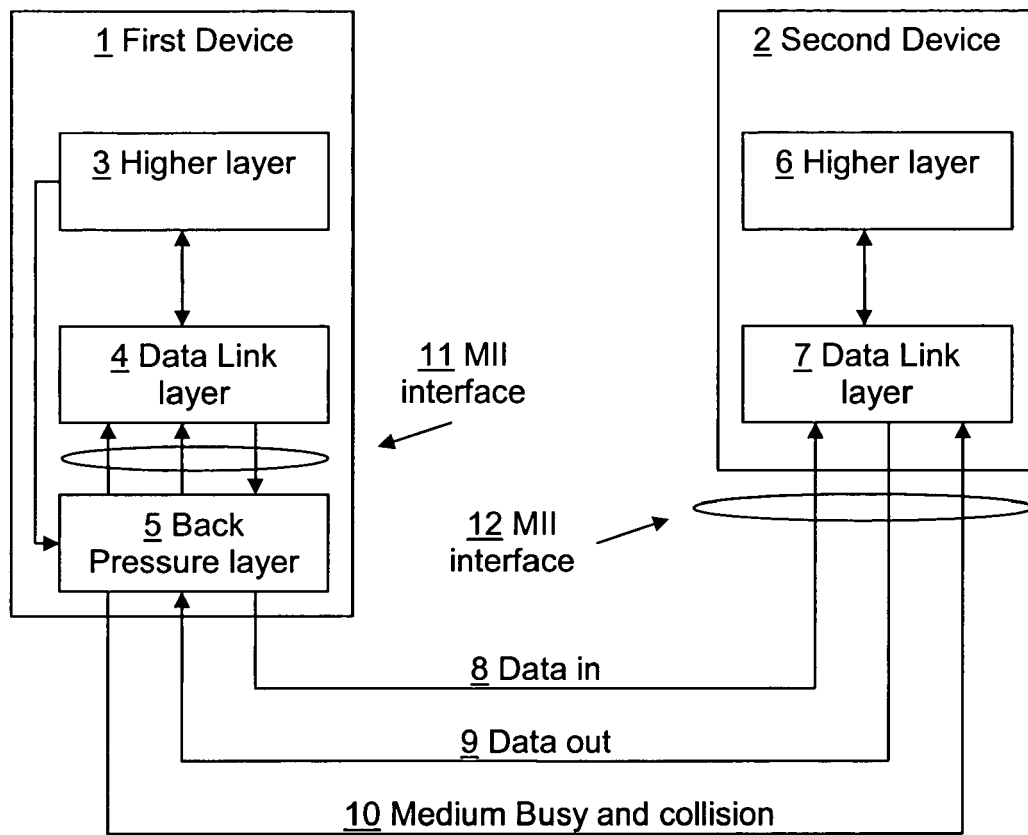 1 First Device
2 Second Device
3 Higher layer
6 Higher layer
4 Data Link
layer
11 MII
interface
7 Data Link
layer
5 Back
Pressure layer
12 MII
interface
8 Data in
9 Data out
10 Medium Busy and collision